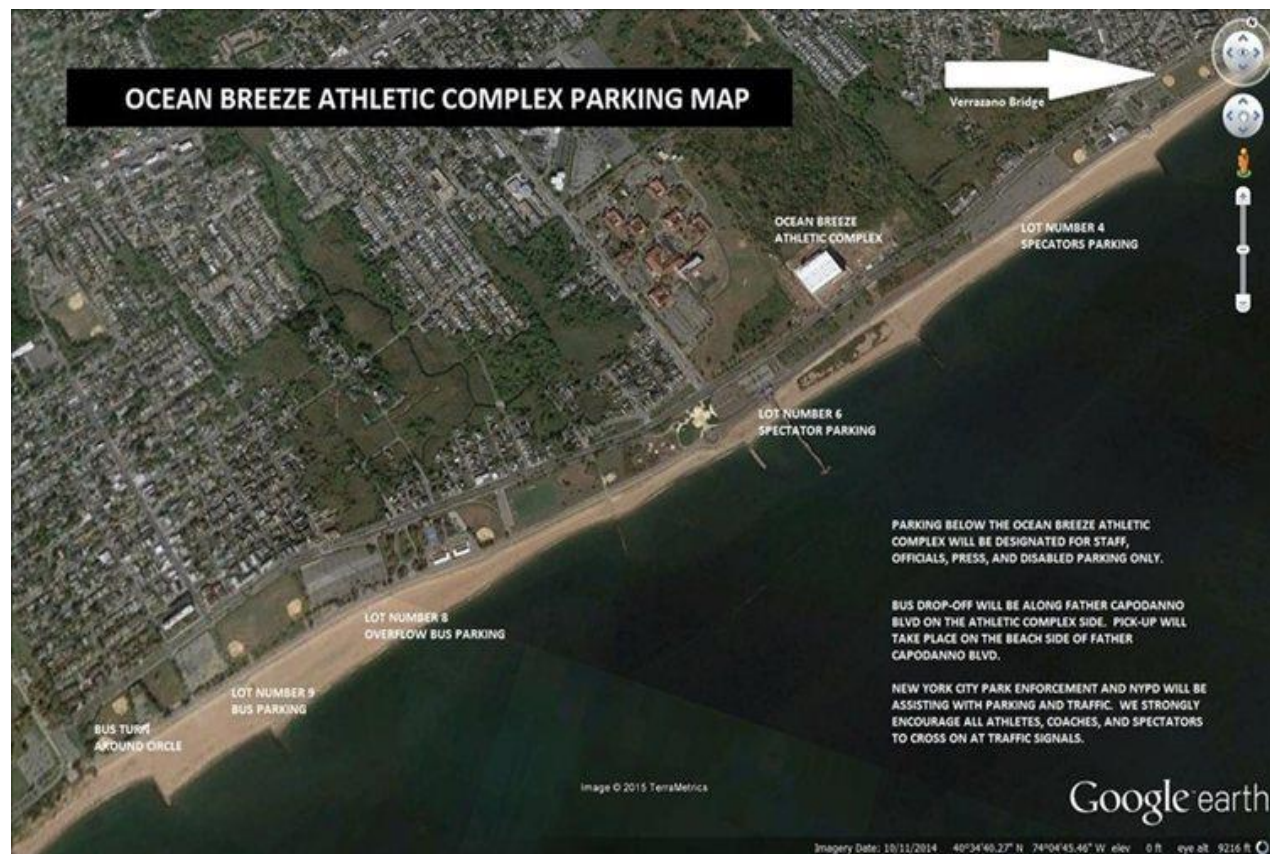 OCEAN BREEZE ATHLETIC COMPLEX PARKING MAP
Verrazano Bridge
OCEAN BREEZE
ATHLETIC COMPLEX
LOT NUMBER 4
SPECATORS PARKING
LOT NUMBER 6
SPECTATOR PARKING
PARKING BELOW THE OCEAN BREEZE ATHLETIC
COMPLEX WILL BE DESIGNATED FOR STAFF,
OFFICIALS, PRESS, AND DISABLED PARKING ONLY.
BUS DROP-OFF WILL BE ALONG FATHER CAPODANNO
BLVD ON THE ATHLETIC COMPLEX SIDE. PICK-UP WILL
TAKE PLACE ON THE BEACH SIDE OF FATHER
CAPODANNO BLVD.
NEW YORK CITY PARK ENFORCEMENT AND NYPD WILL BE
ASSISTING WITH PARKING AND TRAFFIC. WE STRONGLY
ENCOURAGE ALL ATHLETES, COACHES, AND SPECTATORS
TO CROSS ON AT TRAFFIC SIGNALS.
LOT NUMBER 8
OVERFLOW BUS PARKING
LOT NUMBER 9
BUS PARKING
BUS TURN
AROUND CIRCLE
Image © 2015 TerraMetrica
Google earth
Imagery Date: 10/11/2014 40°34'40.27" N 74°04'45.46" W elev 0 ft eye alt 9216 ft